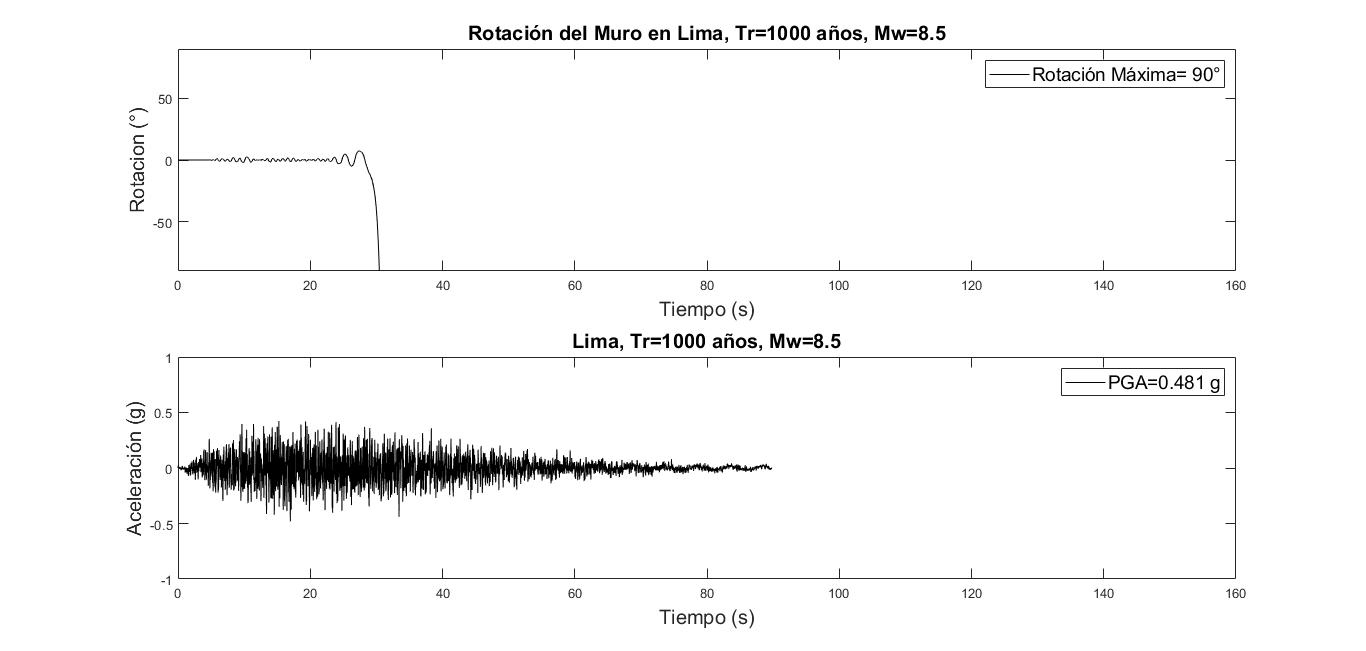 Rotación del Muro en Lima, Tr=1000 años, Mw=8.5
Rotación Máxima= 90°
Rotacion (°)
50
0
-50
0 20 40 60 80 100 120 140 160
Tiempo (s)
Lima, Tr=1000 años, Mw=8.5
PGA=0.481 g
Aceleración (g)
1
0.5
0
-0.5
-1
0 20 40 60 80 100 120 140 160
Tiempo (s)